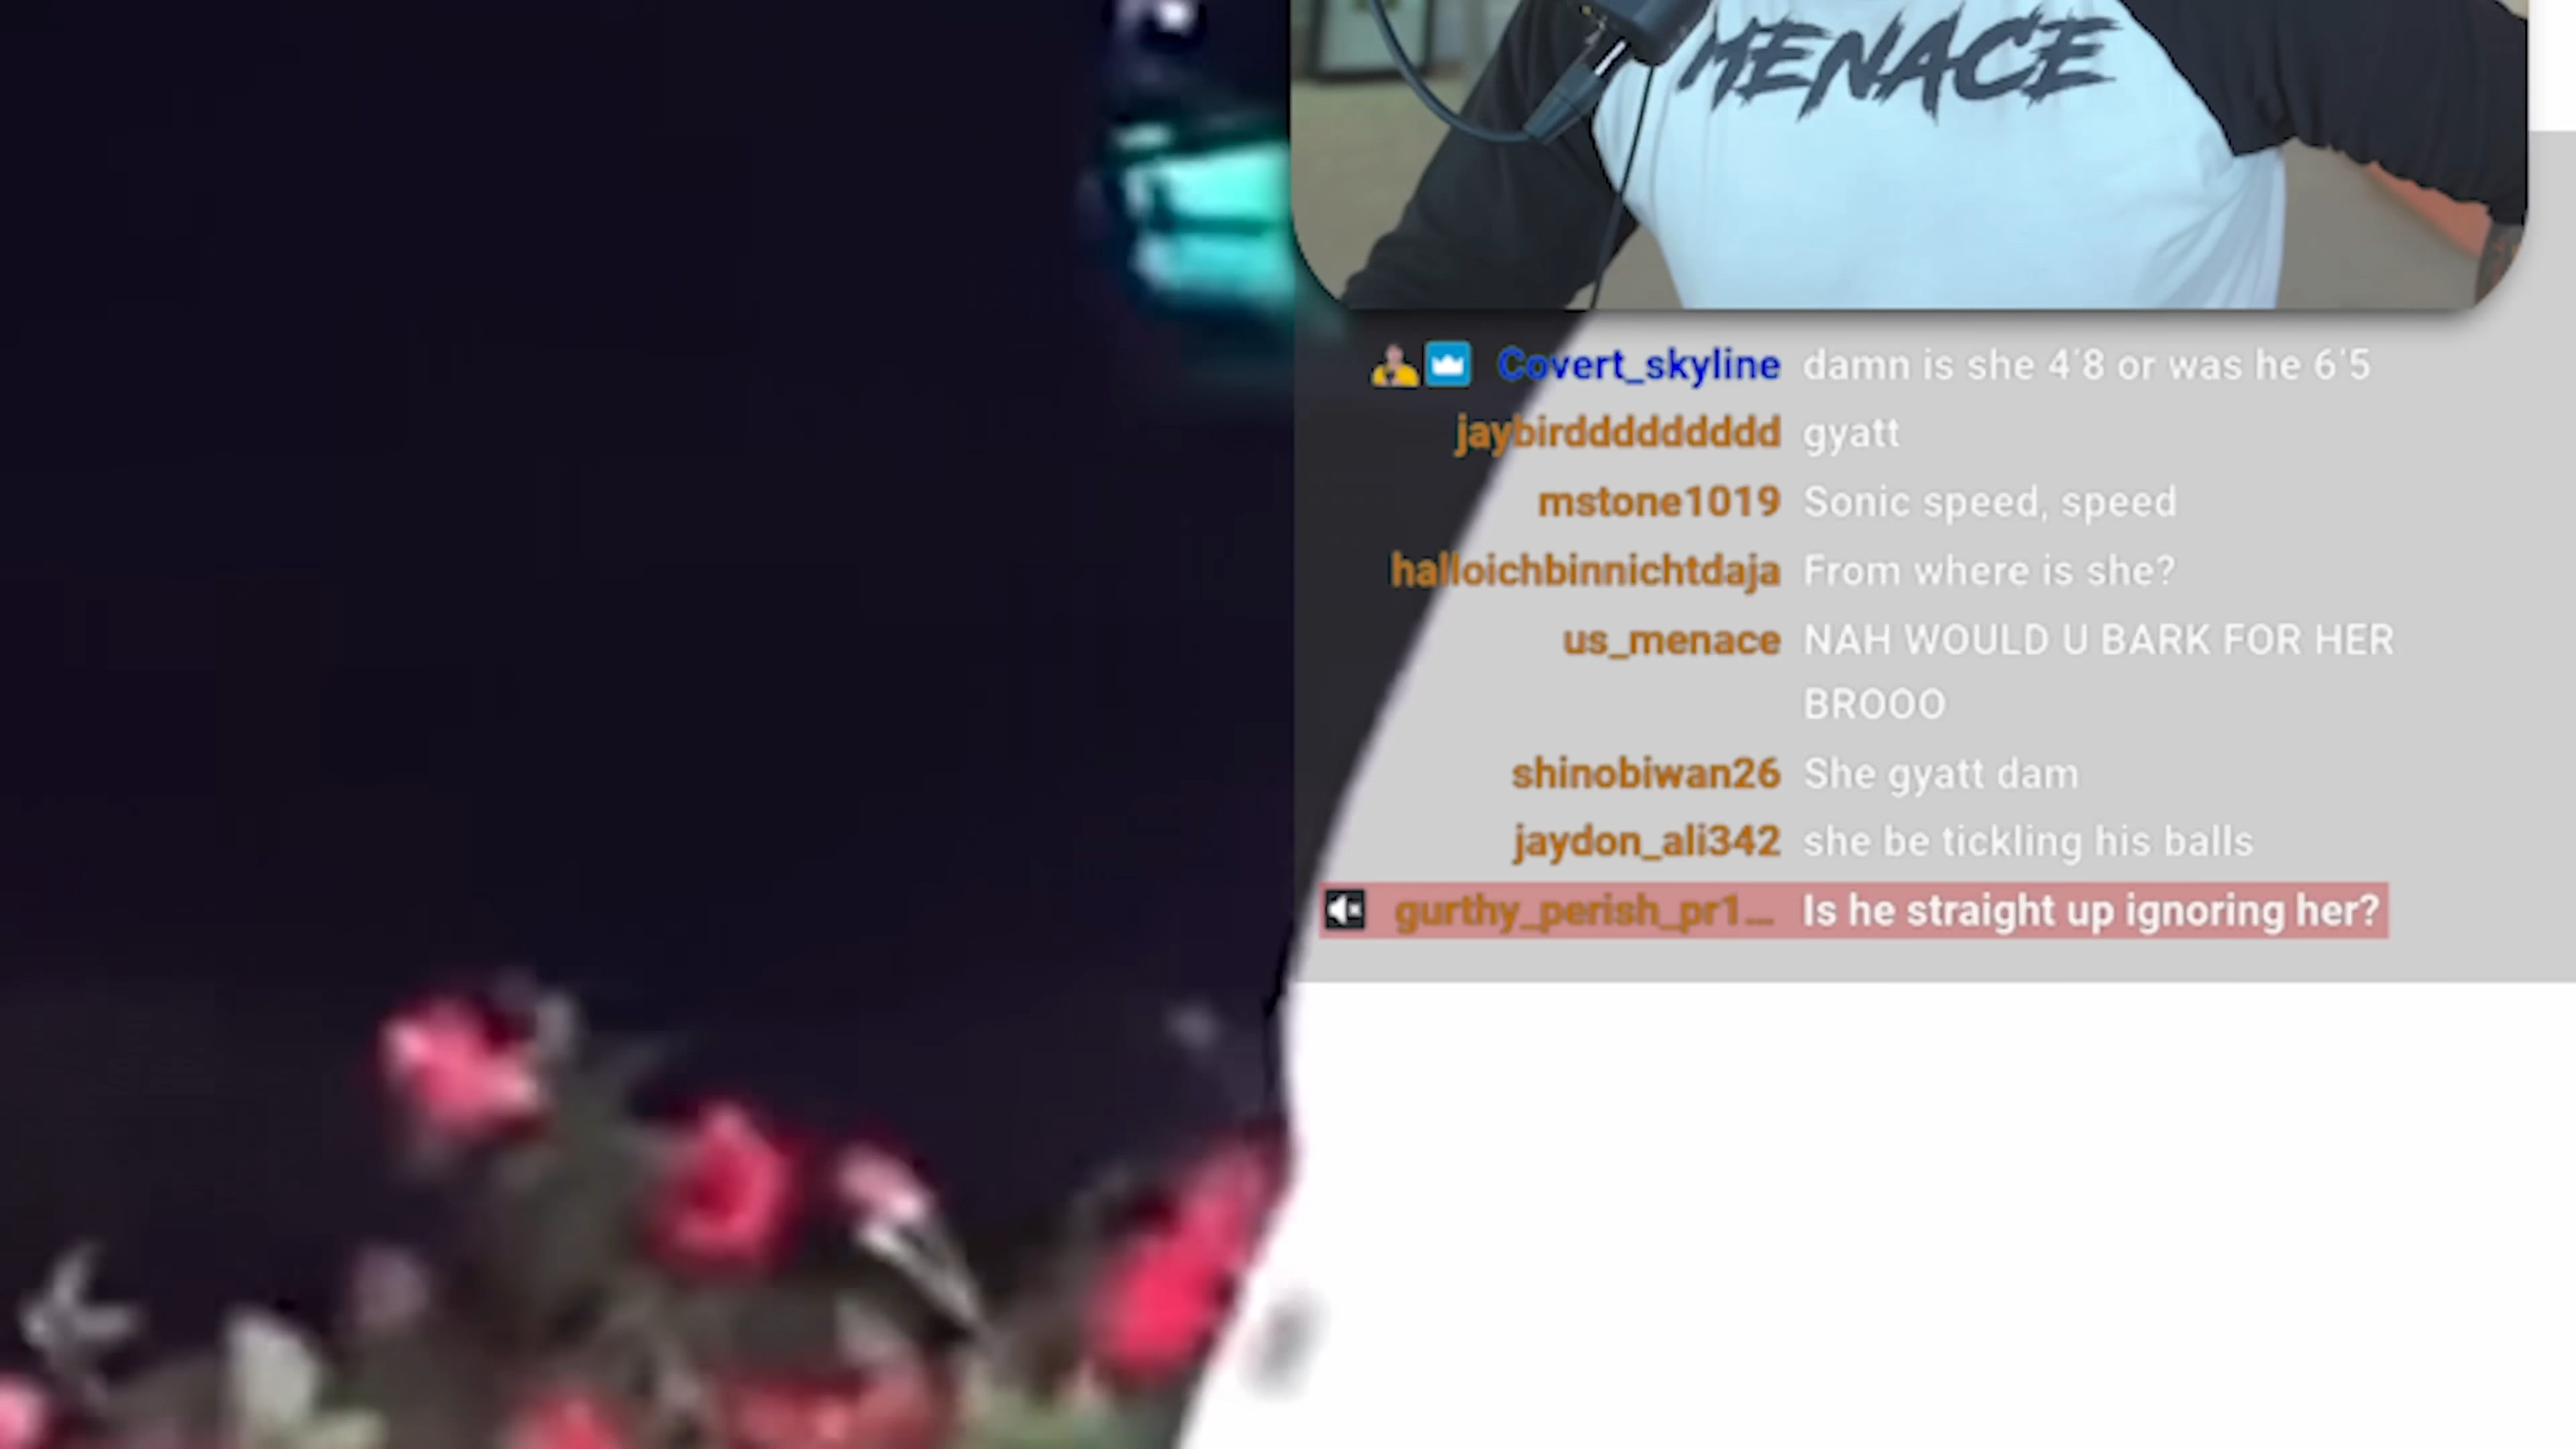 MENACE
Covert_skyline damn is she 4'8 or was he 6'5
jaybirddddddddd gyatt
mstone1019 Sonic speed, speed
halloichbinnichtdaja From where is she?
us_menace NAH WOULD U BARK FOR HER
BROOO
shinobiwan26 She gyatt dam
jaydon_ali342 she be tickling his balls
gurthy_perish_pr1... Is he straight up ignoring her?